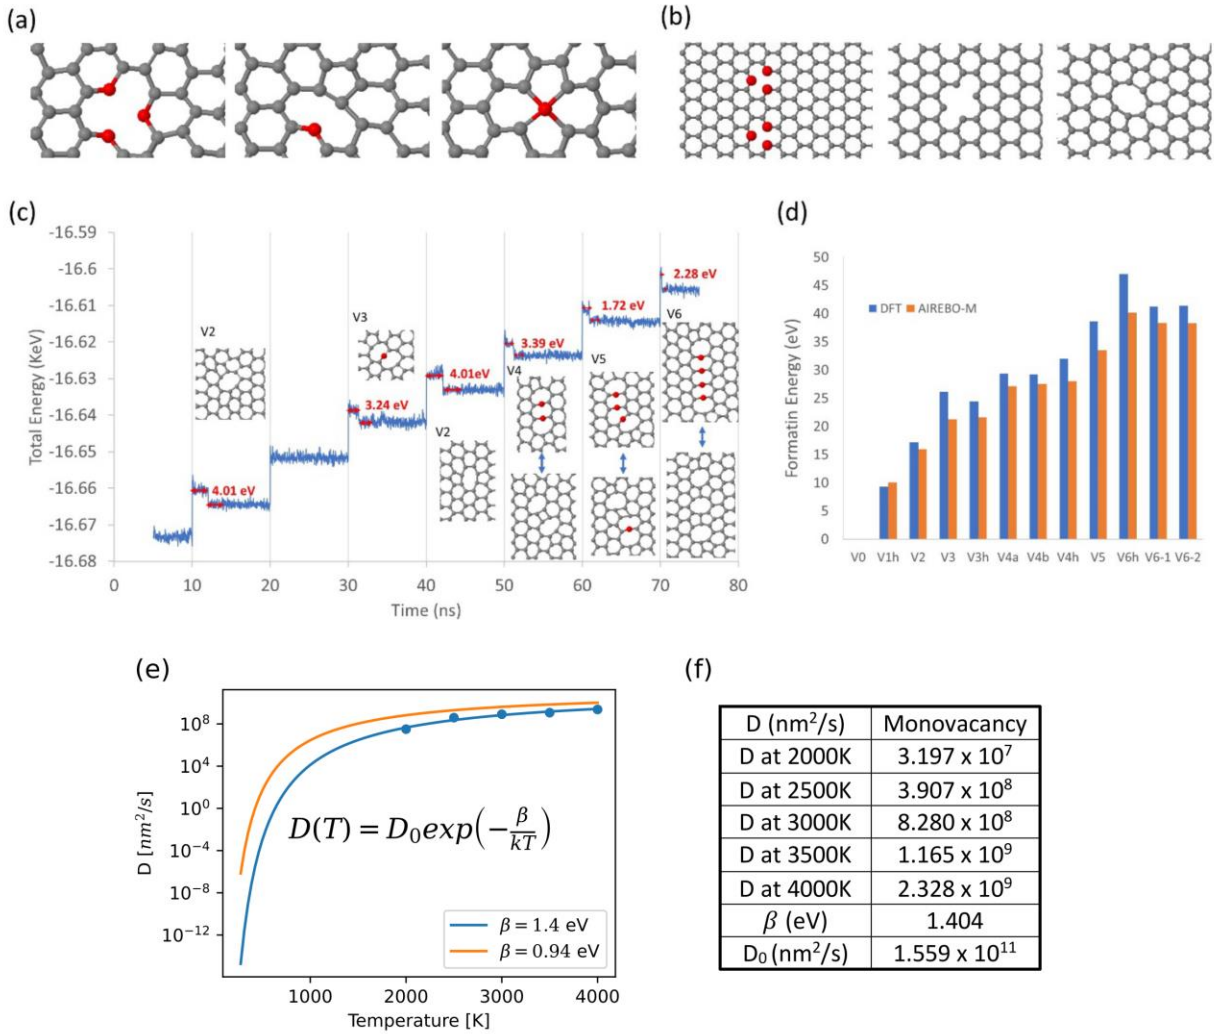 (a)
(b)
(c)
-16.59
-16.6
-16.61
-16.62
-16.63
-16.64
-16.65
-16.66
-16.67
-16.68
Total Energy (KeV)
0 10 20 30 40 50 60 70 80
Time (ns)
V2
4.01 eV
V3
3.24 eV
4.01eV
V2
3.39 eV
V4
1.72 eV
V5
2.28 eV
V6
(d)
50
45
40
35
30
25
20
15
10
5
0
Formatin Energy (eV)
DFT AIREBO-M
V0 V1h V2 V3 V3h V4a V4b V4h V5 V6h V6-1 V6-2
(e)
10⁸
10⁴
10⁰
10⁻⁴
10⁻⁸
10⁻¹²
D [nm²/s]
D(T) = D₀exp(−β/kT)
β = 1.4 eV
β = 0.94 eV
1000 2000 3000 4000
Temperature [K]
(f)
D (nm²/s) Monovacancy
D at 2000K 3.197 x 10⁷
D at 2500K 3.907 x 10⁸
D at 3000K 8.280 x 10⁸
D at 3500K 1.165 x 10⁹
D at 4000K 2.328 x 10⁹
β (eV) 1.404
D₀ (nm²/s) 1.559 x 10¹¹